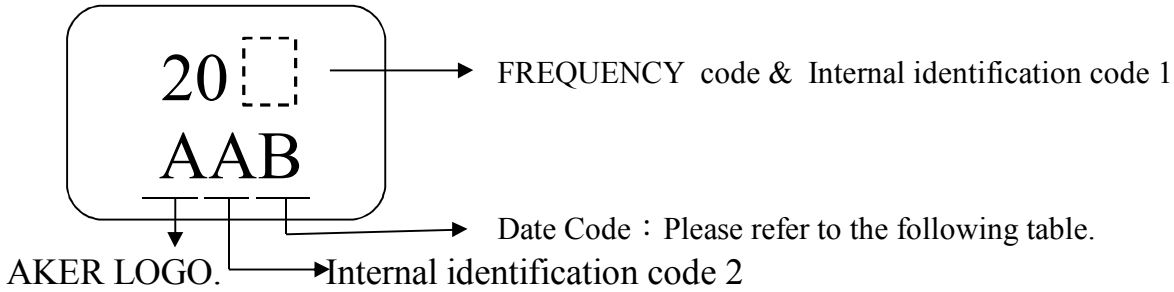 20
FREQUENCY code & Internal identification code 1
AAB
Date Code：Please refer to the following table.
AKER LOGO.
Internal identification code 2